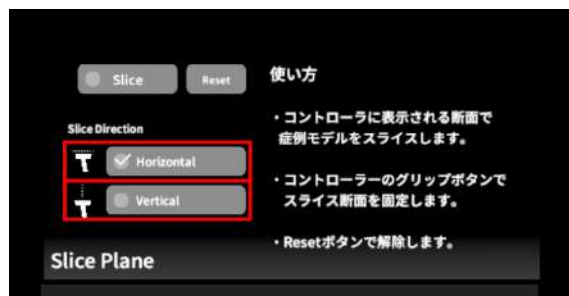 Slice
Reset
Slice Direction
Horizontal
Vertical
Slice Plane
使い方
・コントローラに表示される断面で
症例モデルをスライスします。
・コントローラーのグリップボタンで
スライス断面を固定します。
・Resetボタンで解除します。